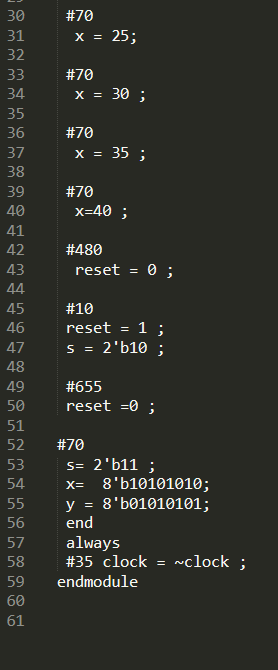 30 #70
31 x = 25;
32
33 #70
34 x = 30 ;
35
36 #70
37 x = 35 ;
38
39 #70
40 x=40 ;
41
42 #480
43 reset = 0 ;
44
45 #10
46 reset = 1 ;
47 s = 2'b10 ;
48
49 #655
50 reset =0 ;
51
52 #70
53 s= 2'b11 ;
54 x=  8'b10101010;
55 y = 8'b01010101;
56 end
57 always
58 #35 clock = ~clock ;
59 endmodule
60
61